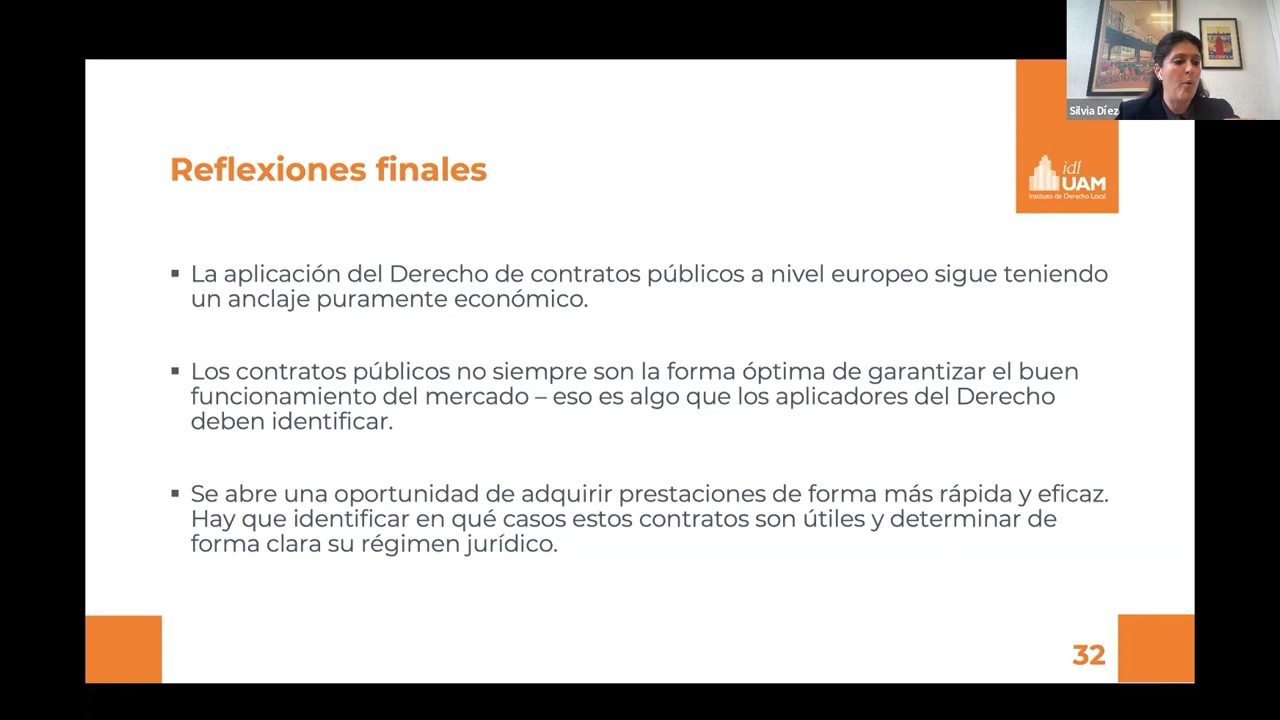 Silvia Díez
Reflexiones finales
idl
UAM
Instituto de Derecho Local
▪ La aplicación del Derecho de contratos públicos a nivel europeo sigue teniendo
un anclaje puramente económico.
▪ Los contratos públicos no siempre son la forma óptima de garantizar el buen
funcionamiento del mercado – eso es algo que los aplicadores del Derecho
deben identificar.
▪ Se abre una oportunidad de adquirir prestaciones de forma más rápida y eficaz.
Hay que identificar en qué casos estos contratos son útiles y determinar de
forma clara su régimen jurídico.
32